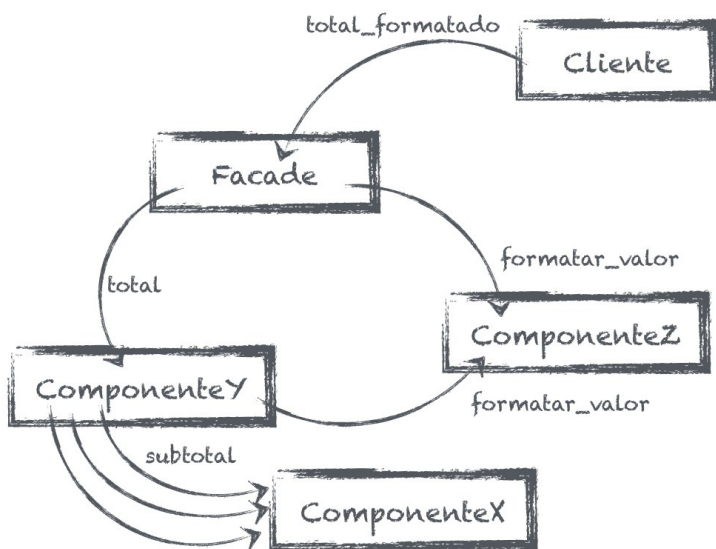 total_formatado
Cliente
Facade
total
formatar_valor
ComponenteZ
ComponenteY
formatar_valor
subtotal
ComponenteX